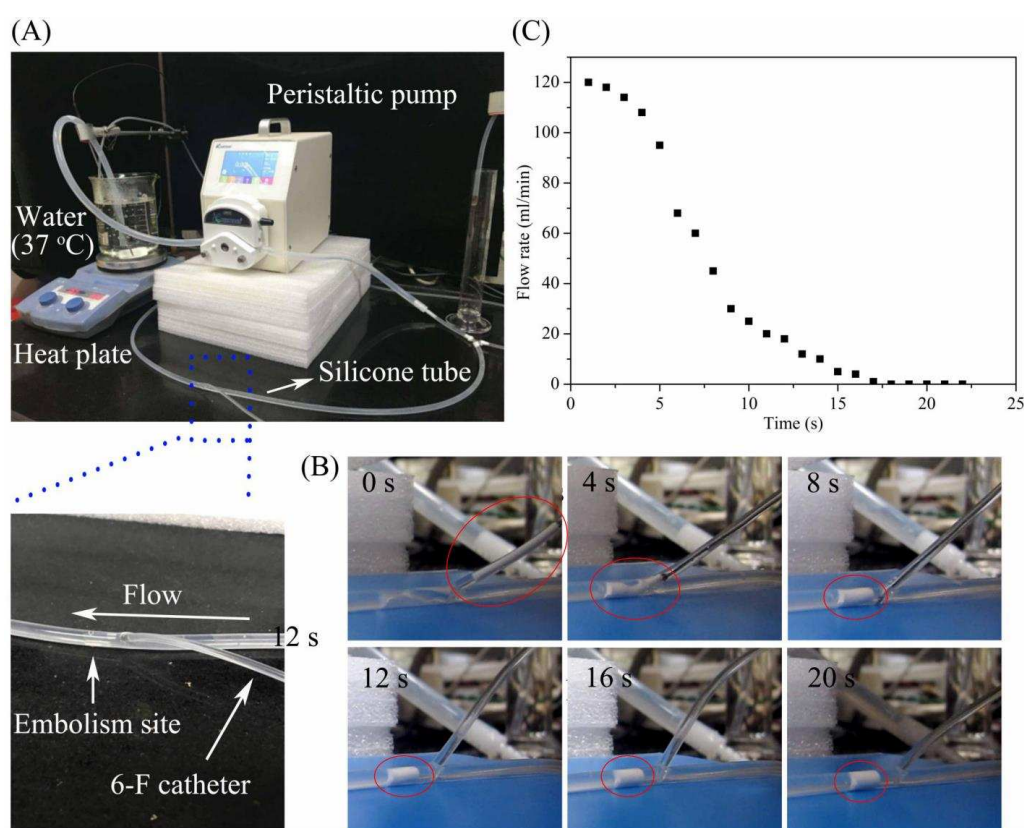 (A)
Peristaltic pump
Water
(37 °C)
Heat plate
Silicone tube
Flow
12 s
Embolism site
6-F catheter
(B)
0 s
4 s
8 s
12 s
16 s
20 s
(C)
120
100
80
60
40
20
0
Flow rate (ml/min)
0
5
10
15
20
25
Time (s)